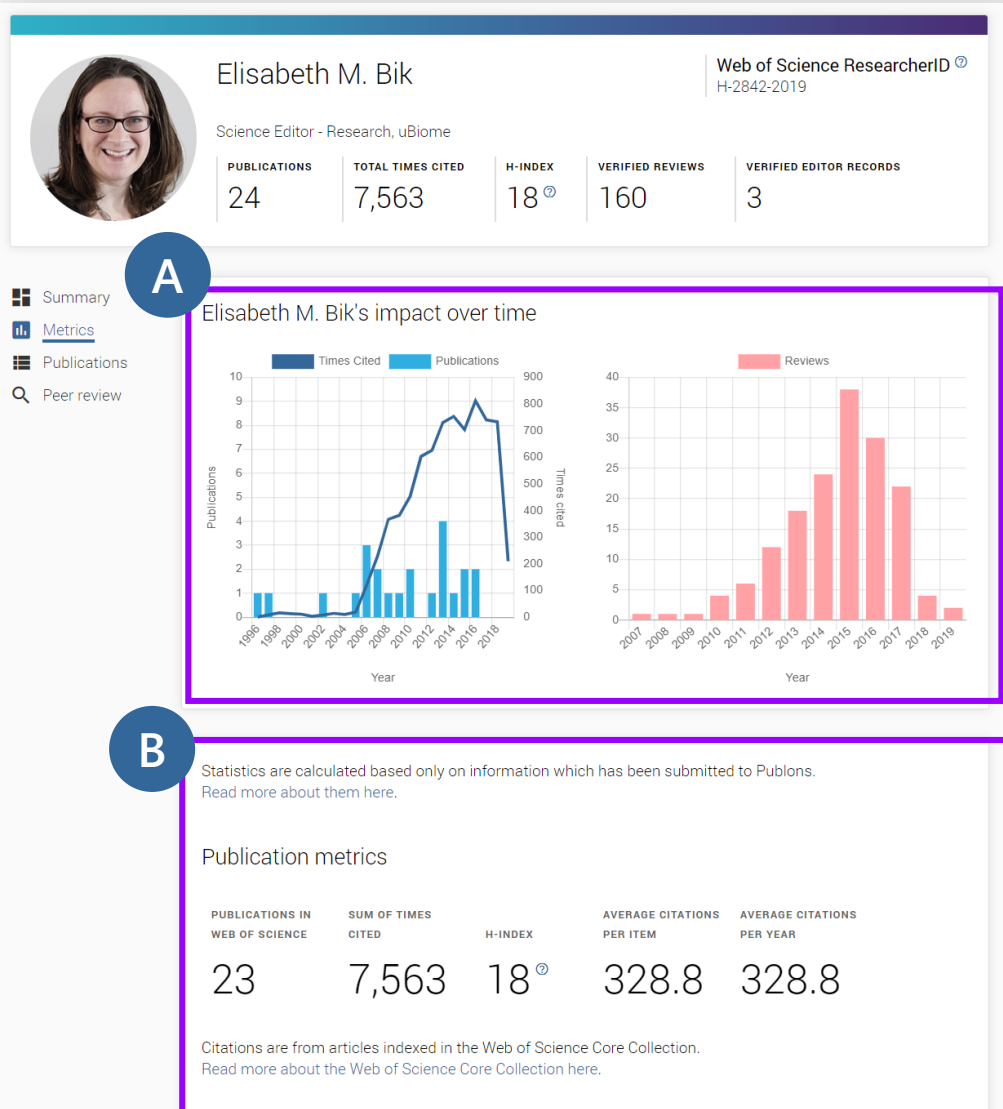 Elisabeth M. Bik
Web of Science ResearcherID ?
H-2842-2019
Science Editor - Research, uBiome
PUBLICATIONS TOTAL TIMES CITED H-INDEX VERIFIED REVIEWS VERIFIED EDITOR RECORDS
24 7,563 18 ? 160 3
A
Summary
Metrics
Publications
Peer review
Elisabeth M. Bik's impact over time
Times Cited Publications
10 9 8 7 6 5 4 3 2 1 0
Publications
900 800 700 600 500 400 300 200 100 0
Times cited
1996 1998 2000 2002 2004 2006 2008 2010 2012 2014 2016 2018
Year
Reviews
40 35 30 25 20 15 10 5 0
2007 2008 2009 2010 2011 2012 2013 2014 2015 2016 2017 2018 2019
Year
B
Statistics are calculated based only on information which has been submitted to Publons.
Read more about them here.
Publication metrics
PUBLICATIONS IN WEB OF SCIENCE
SUM OF TIMES CITED
H-INDEX
AVERAGE CITATIONS PER ITEM
AVERAGE CITATIONS PER YEAR
23 7,563 18 ? 328.8 328.8
Citations are from articles indexed in the Web of Science Core Collection.
Read more about the Web of Science Core Collection here.